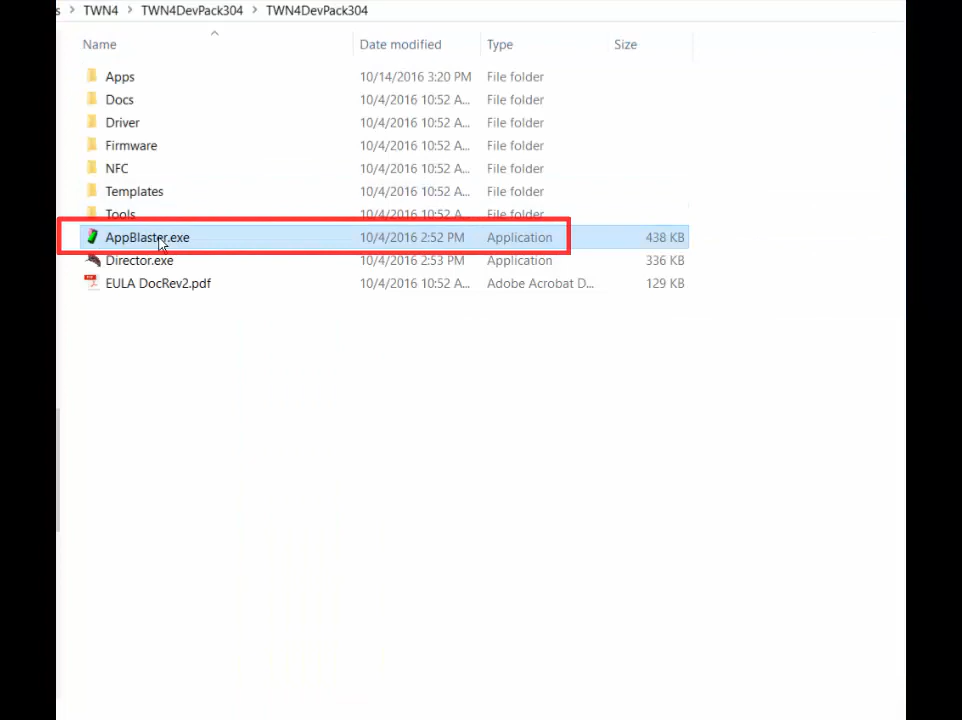 s > TWN4 > TWN4DevPack304 > TWN4DevPack304
Name Date modified Type Size
Apps 10/14/2016 3:20 PM File folder
Docs 10/4/2016 10:52 A... File folder
Driver 10/4/2016 10:52 A... File folder
Firmware 10/4/2016 10:52 A... File folder
NFC 10/4/2016 10:52 A... File folder
Templates 10/4/2016 10:52 A... File folder
Tools 10/4/2016 10:52 A... File folder
AppBlaster.exe 10/4/2016 2:52 PM Application 438 KB
Director.exe 10/4/2016 2:53 PM Application 336 KB
EULA DocRev2.pdf 10/4/2016 10:52 A... Adobe Acrobat D... 129 KB